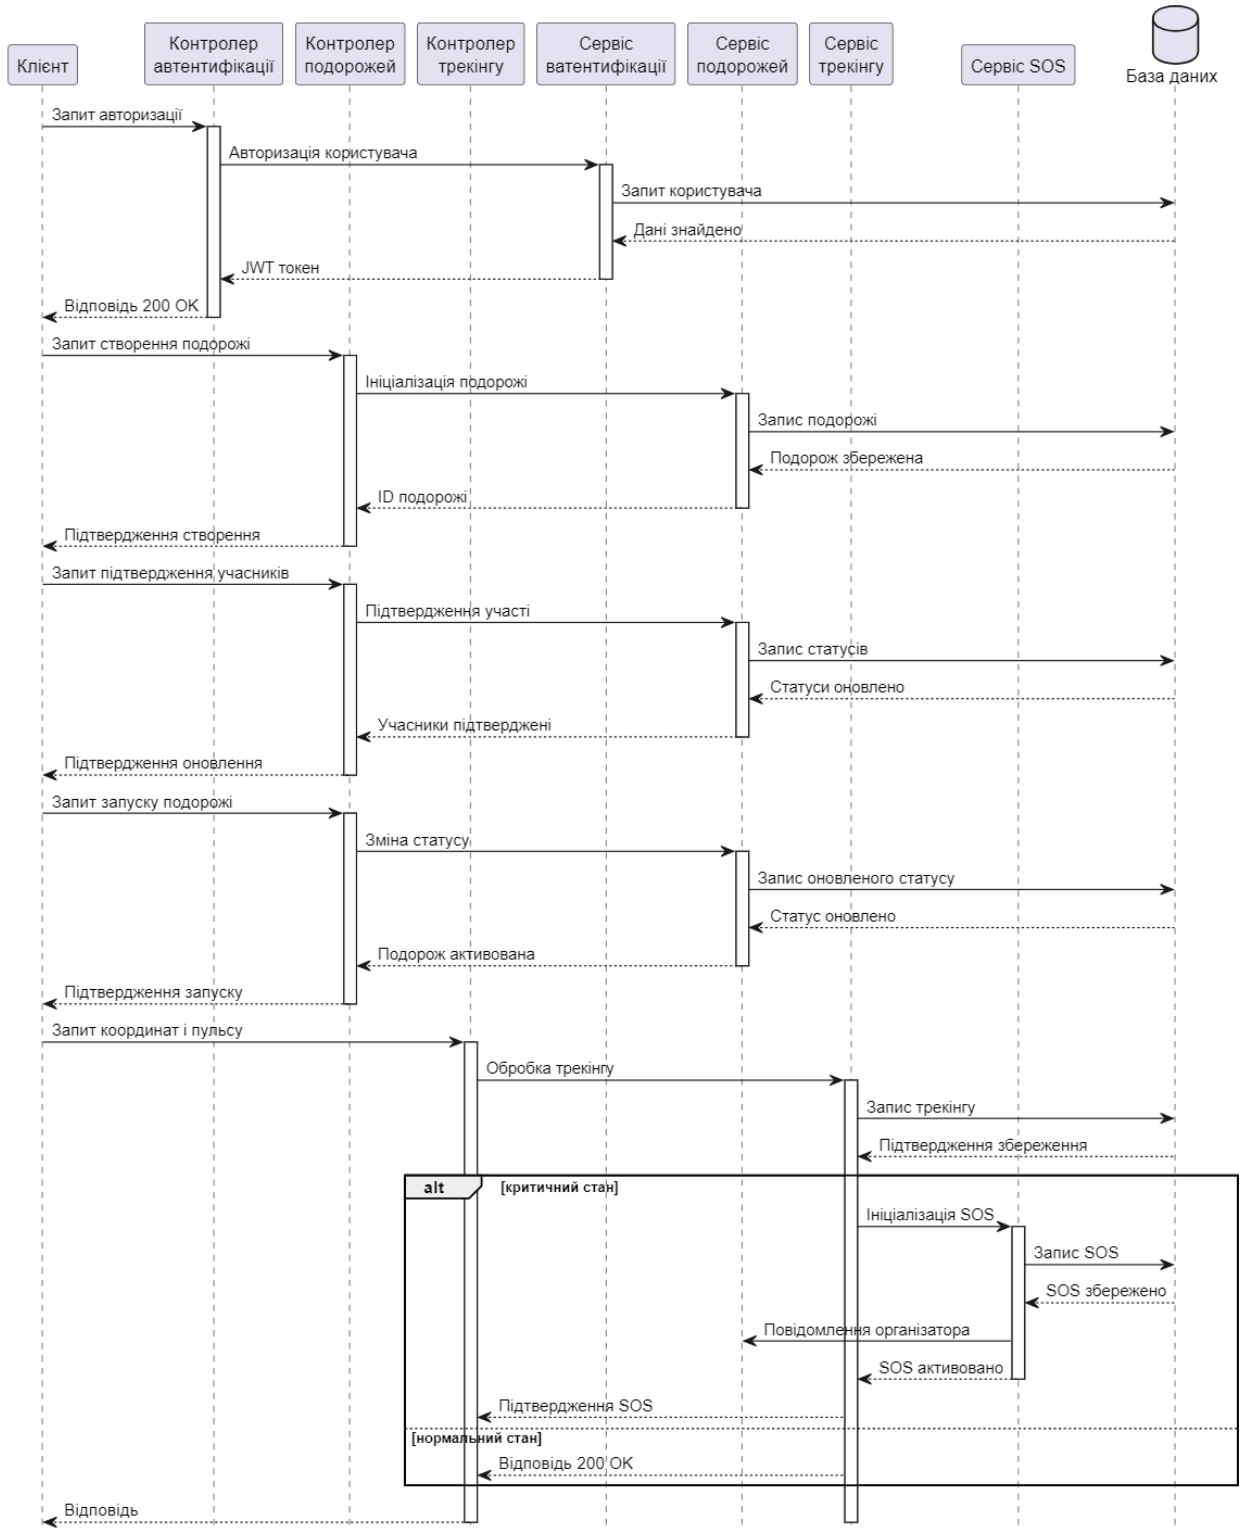 Клієнт
Контролер
автентифікації
Контролер
подорожей
Контролер
трекінгу
Сервіс
ватентифікації
Сервіс
подорожей
Сервіс
трекінгу
Сервіс SOS
База даних
Запит авторизації
Авторизація користувача
Запит користувача
Дані знайдено
JWT токен
Відповідь 200 OK
Запит створення подорожі
Ініціалізація подорожі
Запис подорожі
Подорож збережена
ID подорожі
Підтвердження створення
Запит підтвердження учасників
Підтвердження участі
Запис статусів
Статуси оновлено
Учасники підтверджені
Підтвердження оновлення
Запит запуску подорожі
Зміна статусу
Запис оновленого статусу
Статус оновлено
Подорож активована
Підтвердження запуску
Запит координат і пульсу
Обробка трекінгу
Запис трекінгу
Підтвердження збереження
alt [критичний стан]
Ініціалізація SOS
Запис SOS
SOS збережено
Повідомлення організатора
SOS активовано
Підтвердження SOS
[нормальний стан]
Відповідь 200 OK
Відповідь